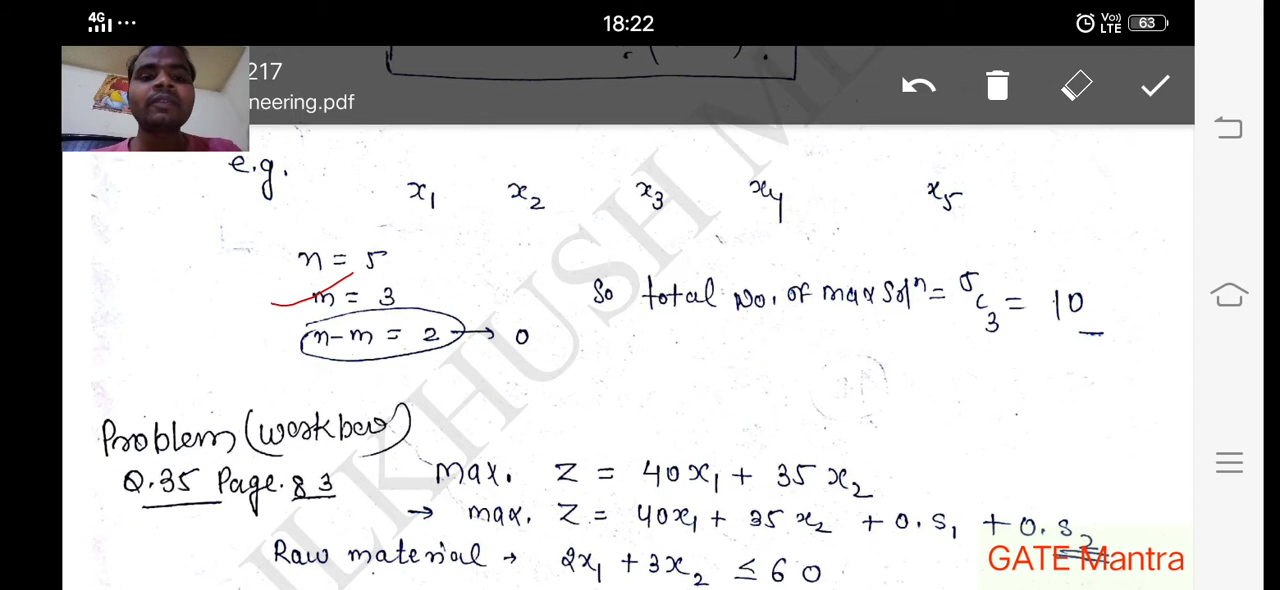 4G 18:22 Vo)) LTE 63
217
neering.pdf
e.g.
x1 x2 x3 x4 x5
n = 5
m = 3
n-m = 2 → 0
So total No. of max Solⁿ = 5c3 = 10
Problem
Q.35 Page. 83
max. Z = 40x1 + 35x2
→ max. Z = 40x1 + 35x2 + 0.S1 + 0.S2
Raw material → 2x1 + 3x2 ≤ 60
GATE Mantra